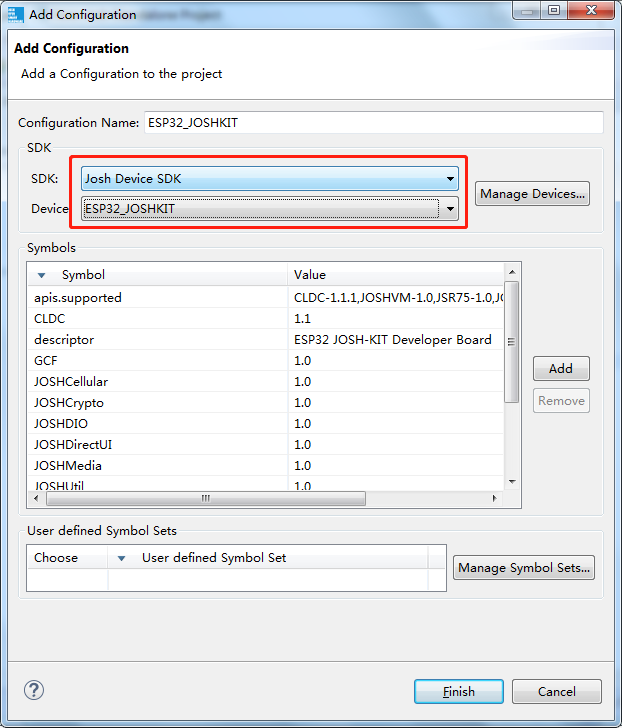 Add Configuration
Add Configuration
Add a Configuration to the project
Configuration Name: ESP32_JOSHKIT
SDK
SDK: Josh Device SDK
Device ESP32_JOSHKIT
Manage Devices...
Symbols
Symbol Value
apis.supported CLDC-1.1.1,JOSHVM-1.0,JSR75-1.0,JC
CLDC 1.1
descriptor ESP32 JOSH-KIT Developer Board
GCF 1.0
JOSHCellular 1.0
JOSHCrypto 1.0
JOSHDIO 1.0
JOSHDirectUI 1.0
JOSHMedia 1.0
JOSHUtil 1.0
Add
Remove
User defined Symbol Sets
Choose User defined Symbol Set
Manage Symbol Sets...
?
Finish Cancel